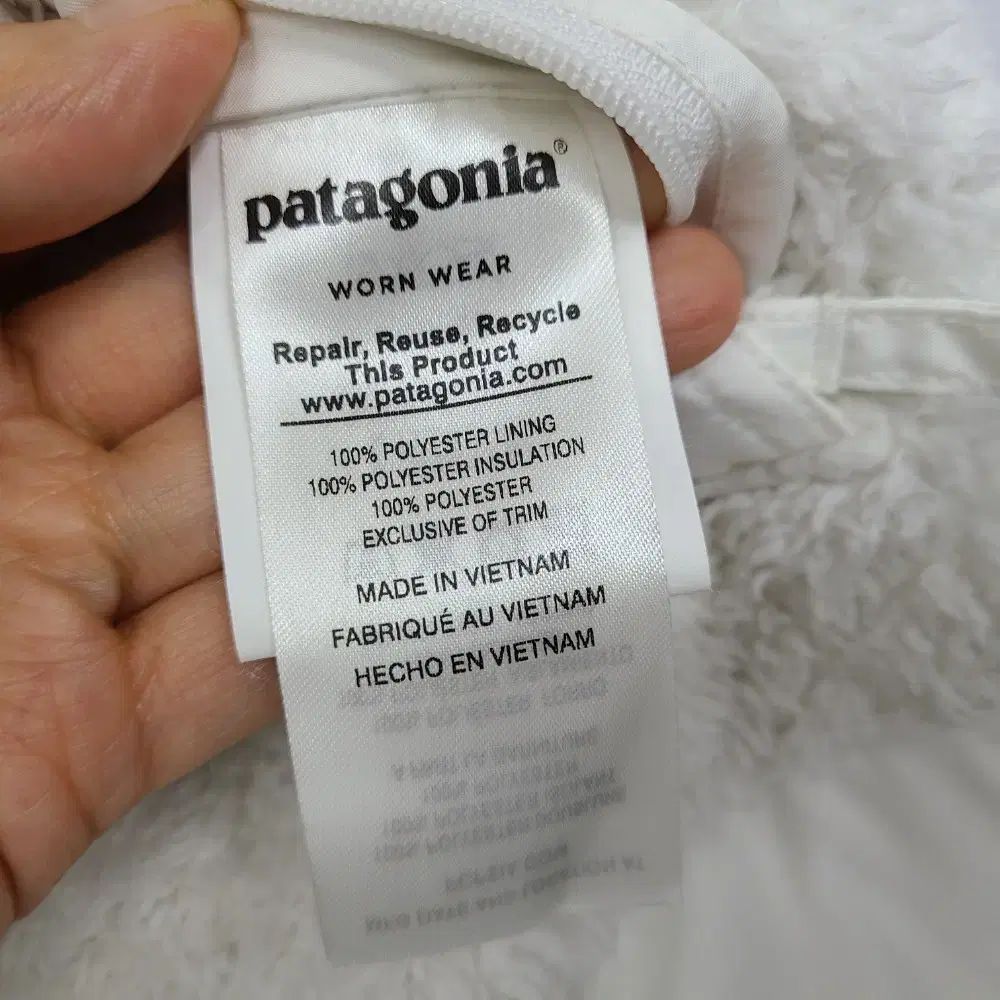 patagonia®
WORN WEAR
Repair, Reuse, Recycle
This Product
www.patagonia.com
100% POLYESTER LINING
100% POLYESTER INSULATION
100% POLYESTER
EXCLUSIVE OF TRIM
MADE IN VIETNAM
FABRIQUÉ AU VIETNAM
HECHO EN VIETNAM